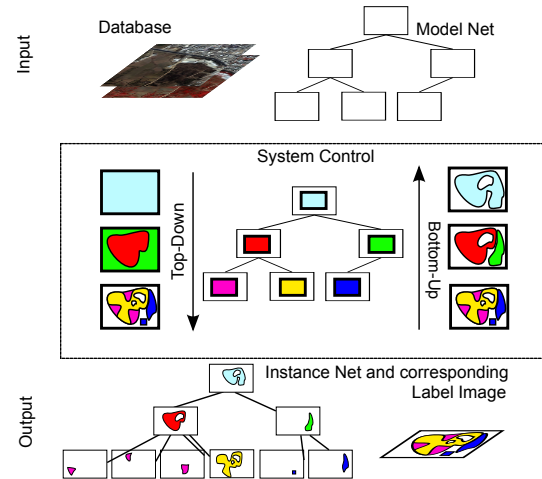 Input
Database
Model Net
System Control
Top-Down
Bottom-Up
Output
Instance Net and corresponding
Label Image